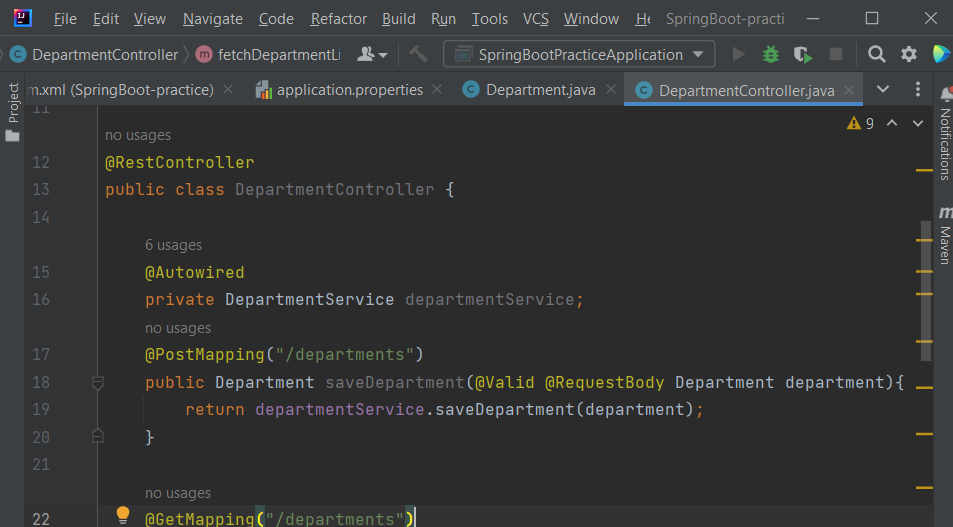 File Edit View Navigate Code Refactor Build Run Tools VCS Window He SpringBoot-practi
DepartmentController fetchDepartmentLi SpringBootPracticeApplication
m.xml (SpringBoot-practice) application.properties Department.java DepartmentController.java
Project
Notifications
Maven
9
11
no usages
12 @RestController
13 public class DepartmentController {
14
6 usages
15 @Autowired
16 private DepartmentService departmentService;
no usages
17 @PostMapping("/departments")
18 public Department saveDepartment(@Valid @RequestBody Department department){
19 return departmentService.saveDepartment(department);
20 }
21
no usages
22 @GetMapping("/departments")